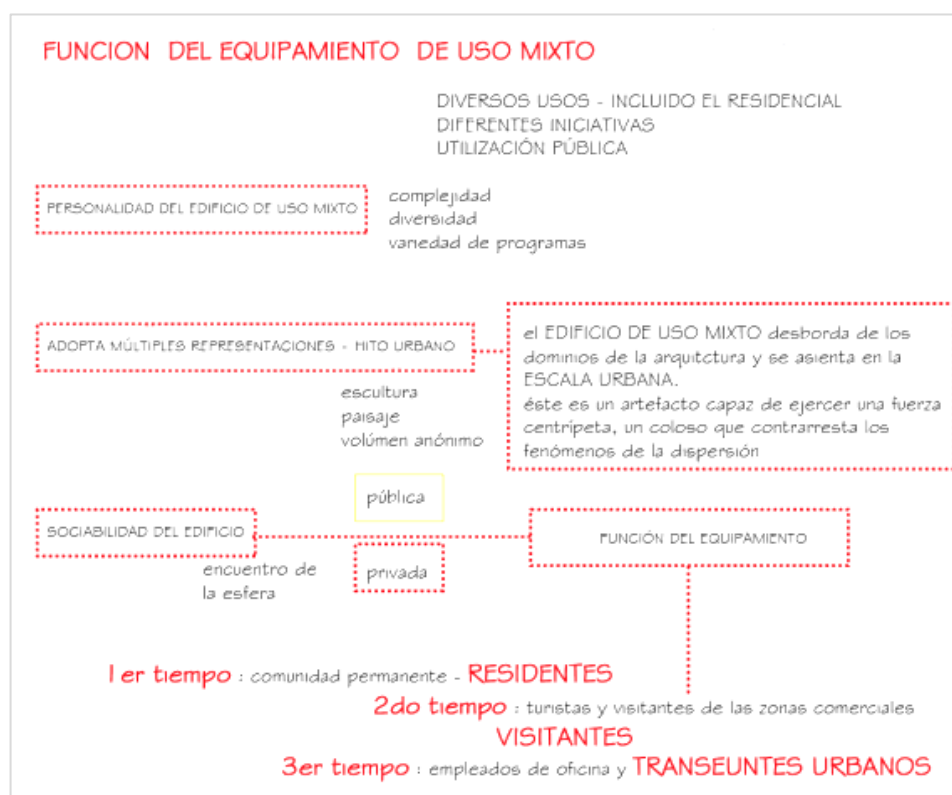 FUNCION DEL EQUIPAMIENTO DE USO MIXTO
DIVERSOS USOS - INCLUIDO EL RESIDENCIAL
DIFERENTES INICIATIVAS
UTILIZACIÓN PÚBLICA
PERSONALIDAD DEL EDIFICIO DE USO MIXTO
complejidad
diversidad
variedad de programas
ADOPTA MÚLTIPLES REPRESENTACIONES - HITO URBANO
el EDIFICIO DE USO MIXTO desborda de los
dominios de la arquitctura y se asienta en la
ESCALA URBANA.
éste es un artefacto capaz de ejercer una fuerza
centrípeta, un coloso que contrarresta los
fenómenos de la dispersión
escultura
paisaje
volúmen anónimo
SOCIABILIDAD DEL EDIFICIO
encuentro de
la esfera
pública
privada
FUNCIÓN DEL EQUIPAMIENTO
1er tiempo : comunidad permanente - RESIDENTES
2do tiempo : turistas y visitantes de las zonas comerciales
VISITANTES
3er tiempo : empleados de oficina y TRANSEUNTES URBANOS